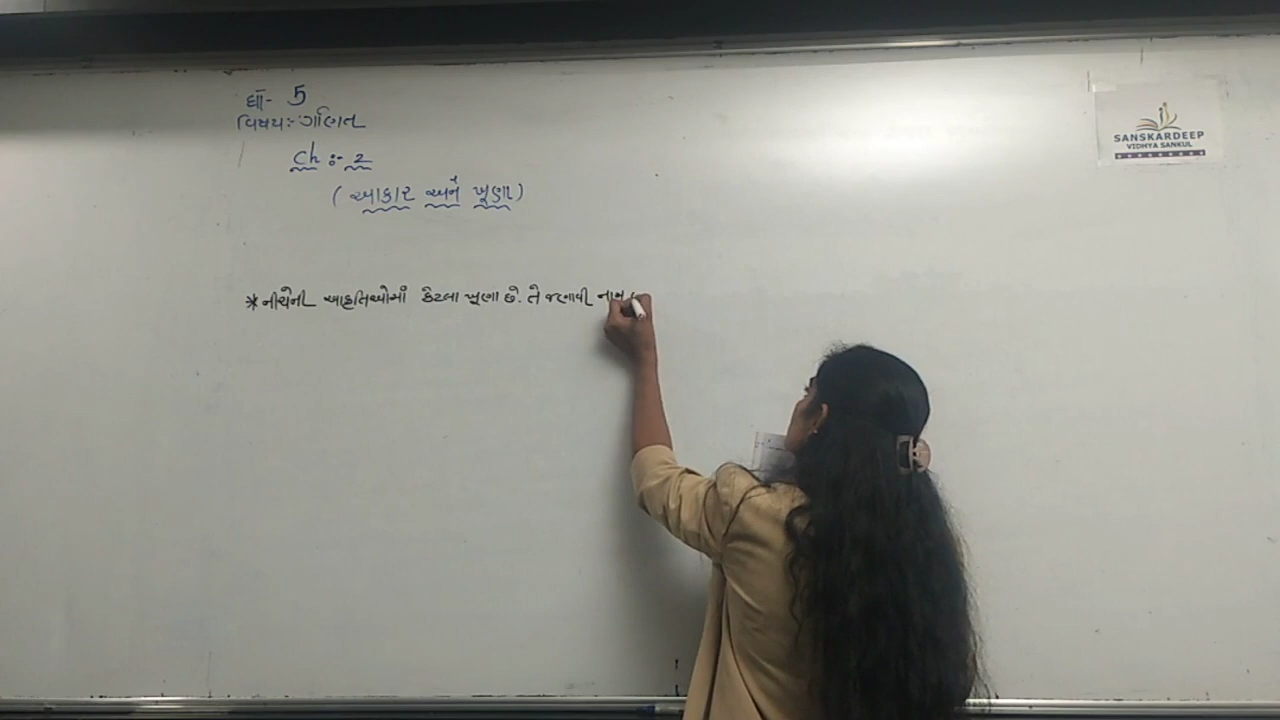 ધો- 5
વિષય:- ગણિત
Ch :- 2
( આકાર અને ખૂણા )
* નીચેની આકૃતિઓમાં કેટલા ખૂણા છે. તે જણાવી નામ
SANSKARDEEP
VIDHYA SANKUL